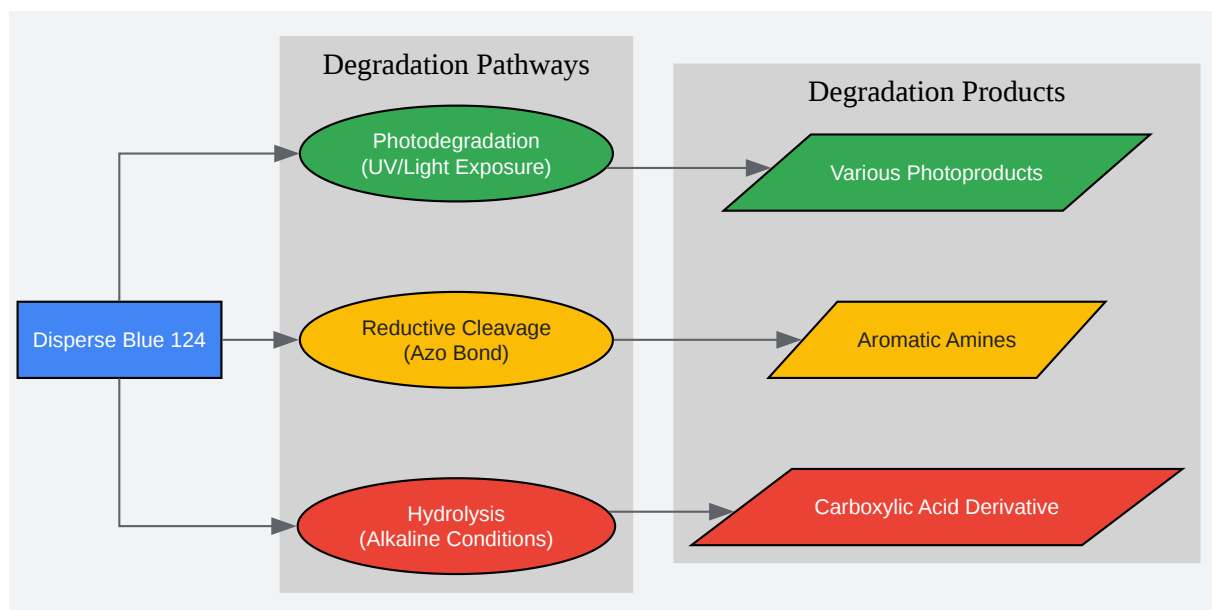 Degradation Pathways
Degradation Products
Photodegradation
(UV/Light Exposure)
Various Photoproducts
Disperse Blue 124
Reductive Cleavage
(Azo Bond)
Aromatic Amines
Hydrolysis
(Alkaline Conditions)
Carboxylic Acid Derivative